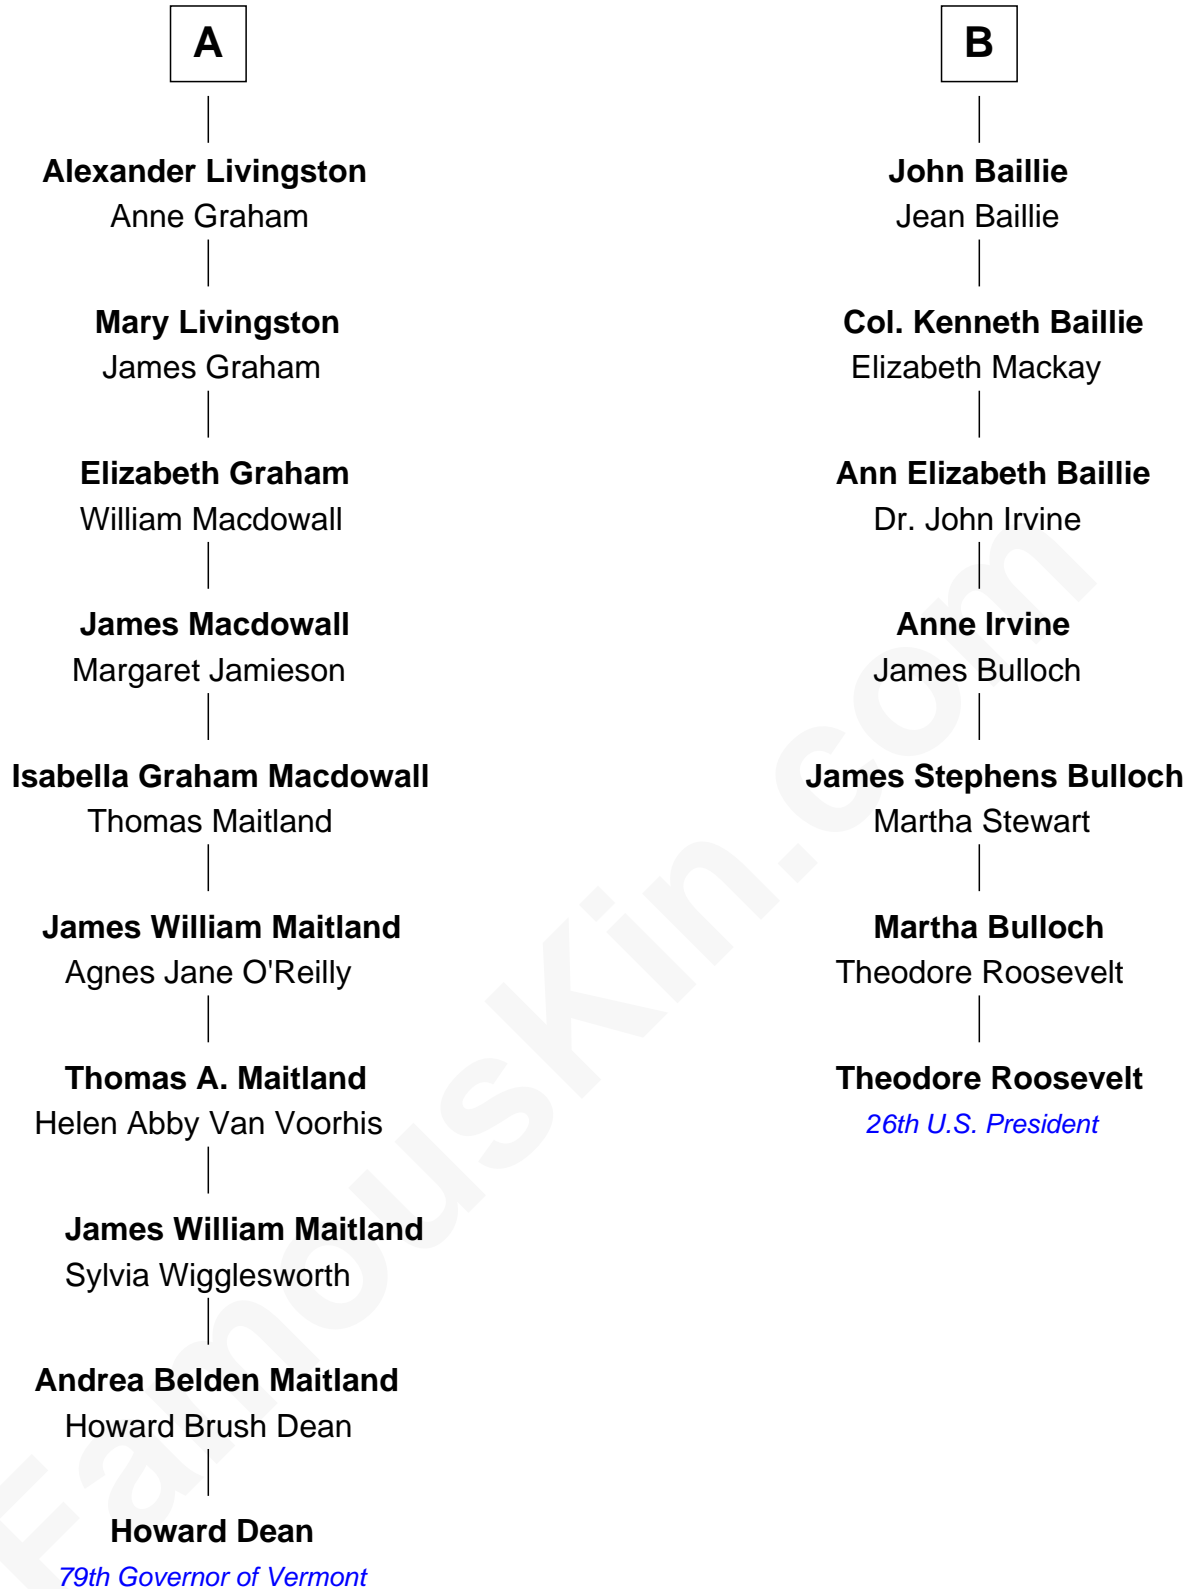 A
Alexander Livingston
Anne Graham
Mary Livingston
James Graham
Elizabeth Graham
William Macdowall
James Macdowall
Margaret Jamieson
Isabella Graham Macdowall
Thomas Maitland
James William Maitland
Agnes Jane O'Reilly
Thomas A. Maitland
Helen Abby Van Voorhis
James William Maitland
Sylvia Wigglesworth
Andrea Belden Maitland
Howard Brush Dean
Howard Dean
79th Governor of Vermont
B
John Baillie
Jean Baillie
Col. Kenneth Baillie
Elizabeth Mackay
Ann Elizabeth Baillie
Dr. John Irvine
Anne Irvine
James Bulloch
James Stephens Bulloch
Martha Stewart
Martha Bulloch
Theodore Roosevelt
Theodore Roosevelt
26th U.S. President
FamousKin.com